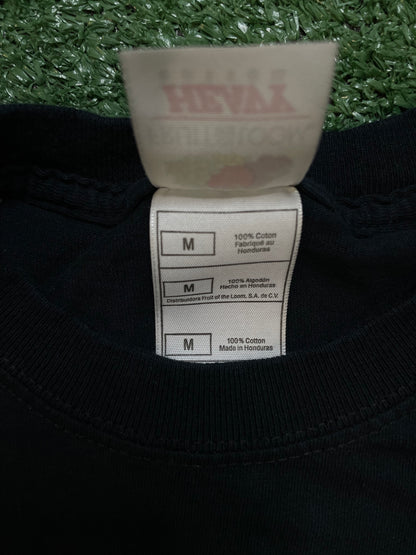 HEAVY
M
100% Coton
Fabriqué au
Honduras
M
100% Algodón
Hecho en Honduras
Distribuidora Fruit of the Loom, S.A. de C.V.
M
100% Cotton
Made in Honduras